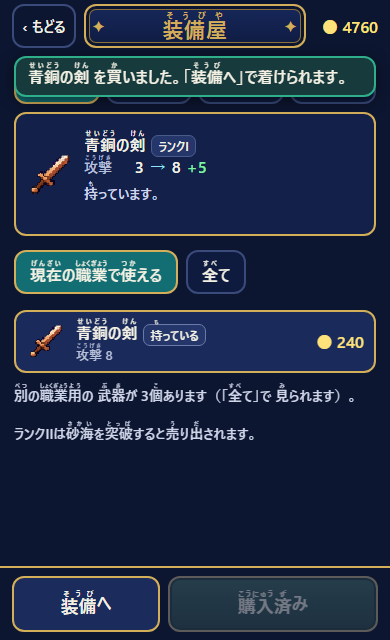 ‹ もどる
装備屋
4760
青銅の剣 を買いました。「装備へ」で着けられます。
青銅の剣 ランクI
攻撃 3 → 8 +5
持っています。
現在の職業で使える
全て
青銅の剣 持っている
攻撃 8
240
別の職業用の 武器が 3個あります（「全て」で 見られます）。
ランクIIは砂海を突破すると売り出されます。
装備へ
購入済み